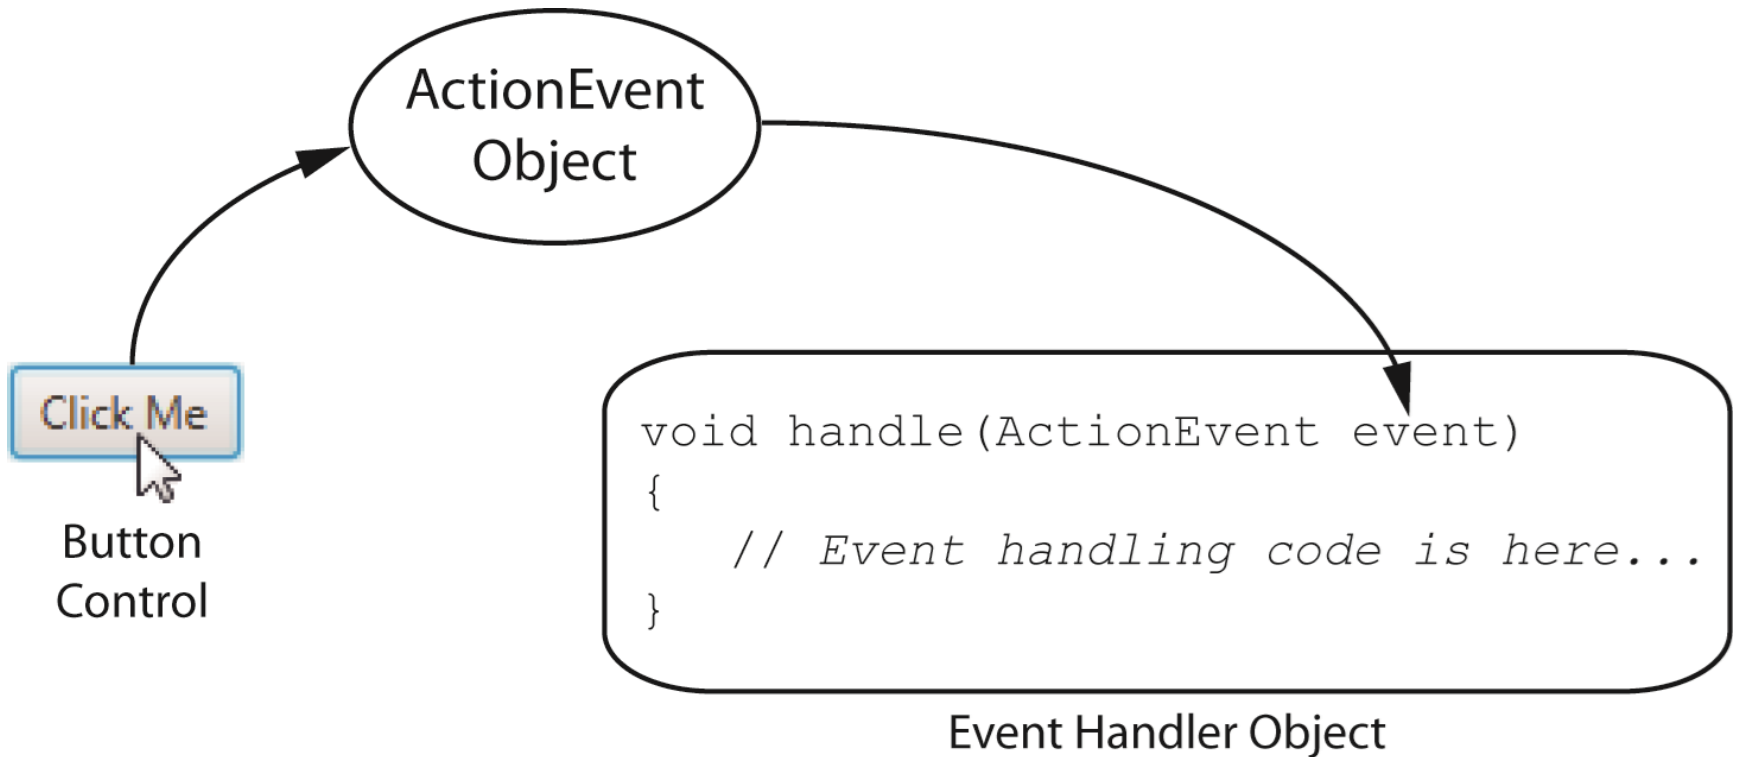 ActionEvent
Object
Click Me
Button
Control
void handle(ActionEvent event)
{
// Event handling code is here...
}
Event Handler Object